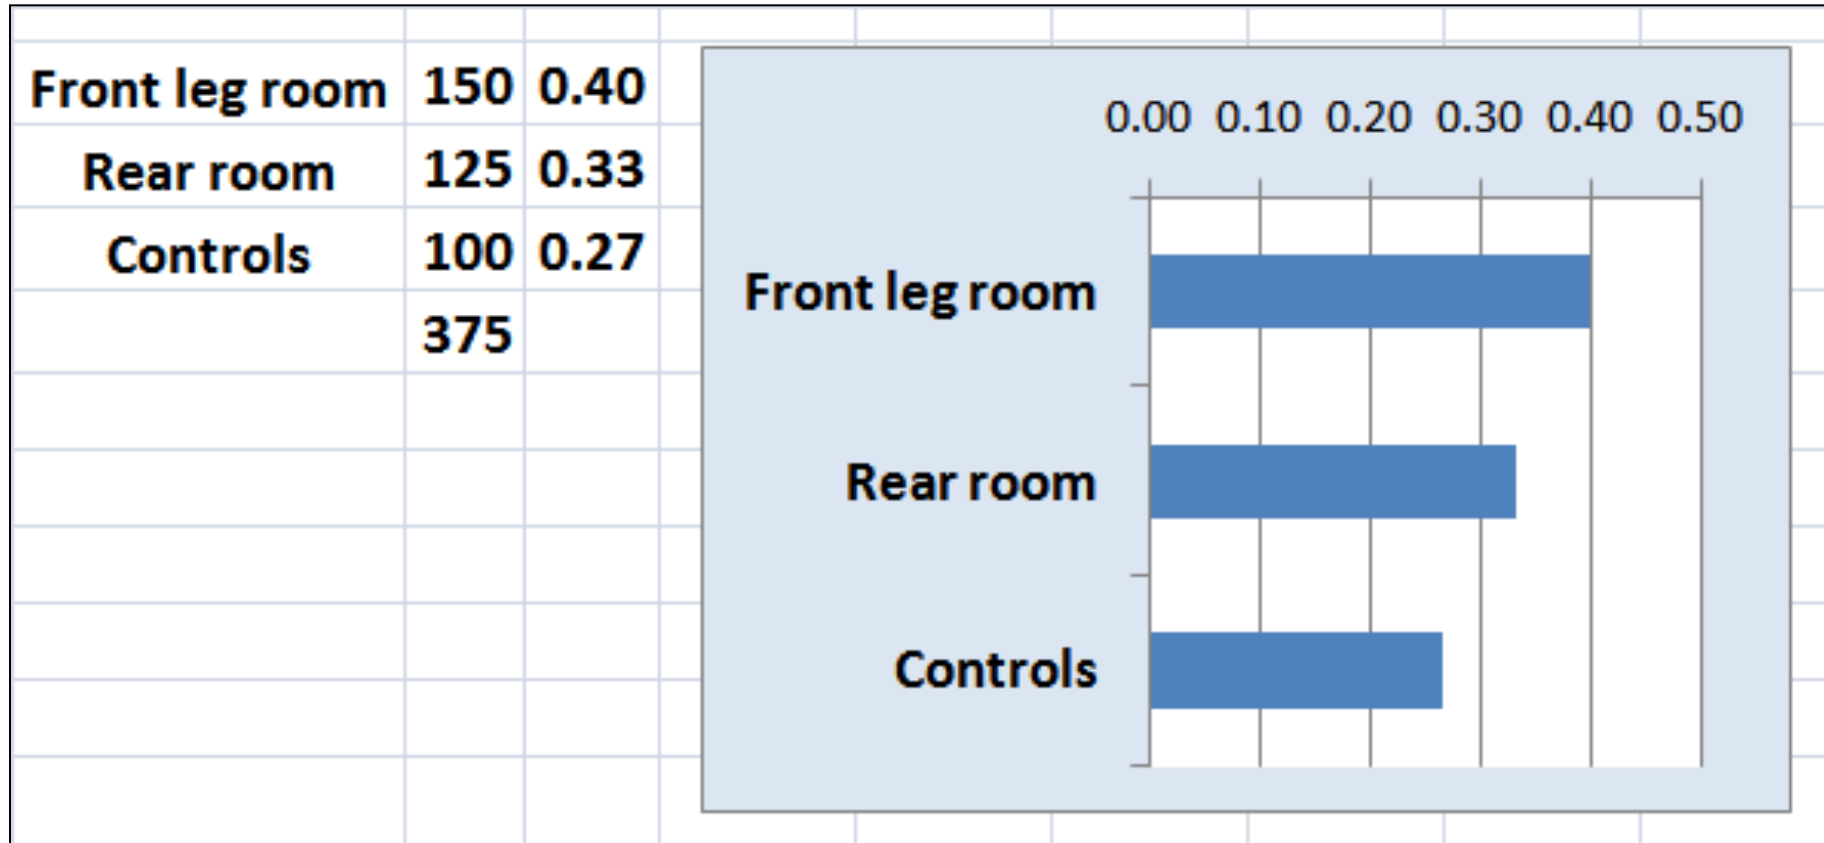 Front leg room 150 0.40
Rear room 125 0.33
Controls 100 0.27
375
0.00 0.10 0.20 0.30 0.40 0.50
Front leg room
Rear room
Controls